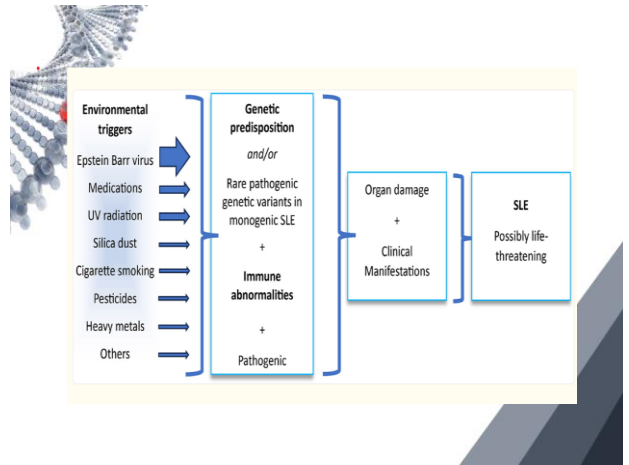 Environmental
triggers
Epstein Barr virus
Medications
UV radiation
Silica dust
Cigarette smoking
Pesticides
Heavy metals
Others
Genetic
predisposition
and/or
Rare pathogenic
genetic variants in
monogenic SLE
+
Immune
abnormalities
+
Pathogenic
Organ damage
+
Clinical
Manifestations
SLE
Possibly life-
threatening